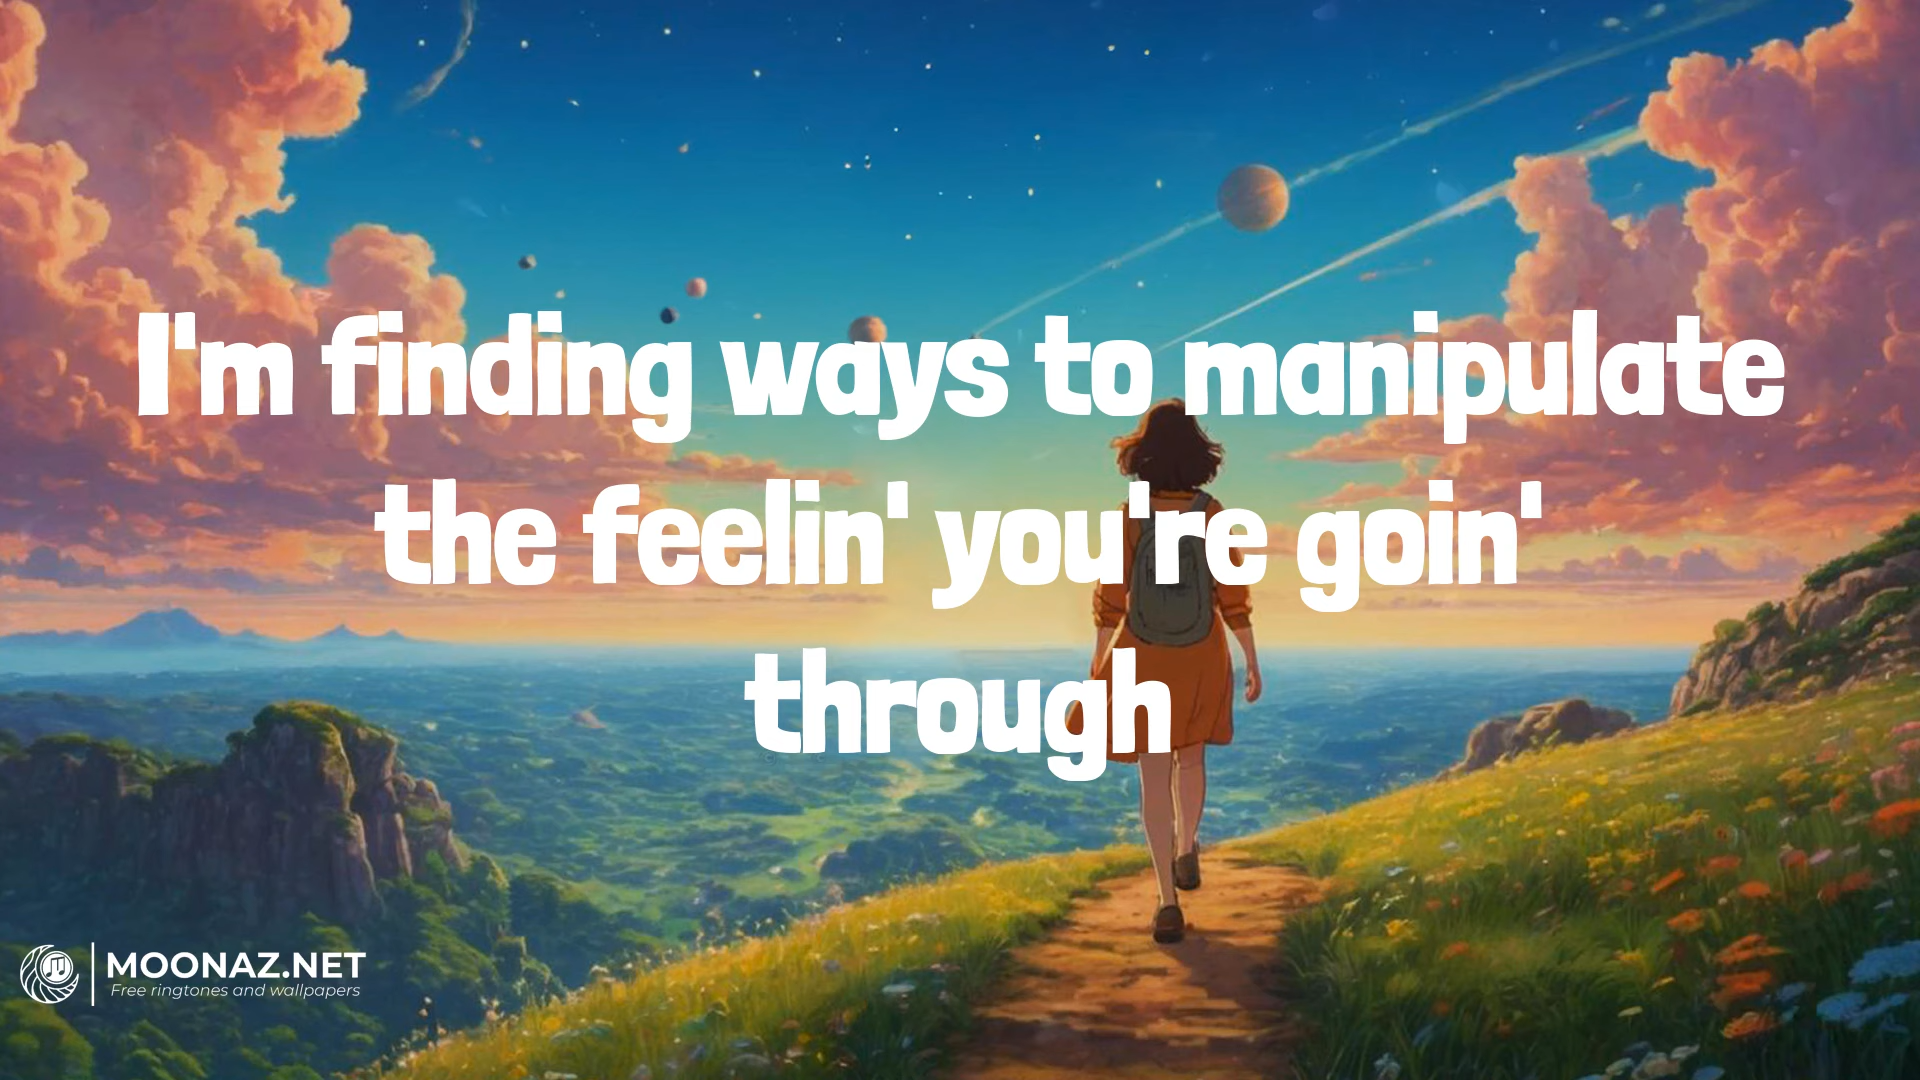 I'm finding ways to manipulate
the feelin' you're goin'
through
MOONAZ.NET
Free ringtones and wallpapers